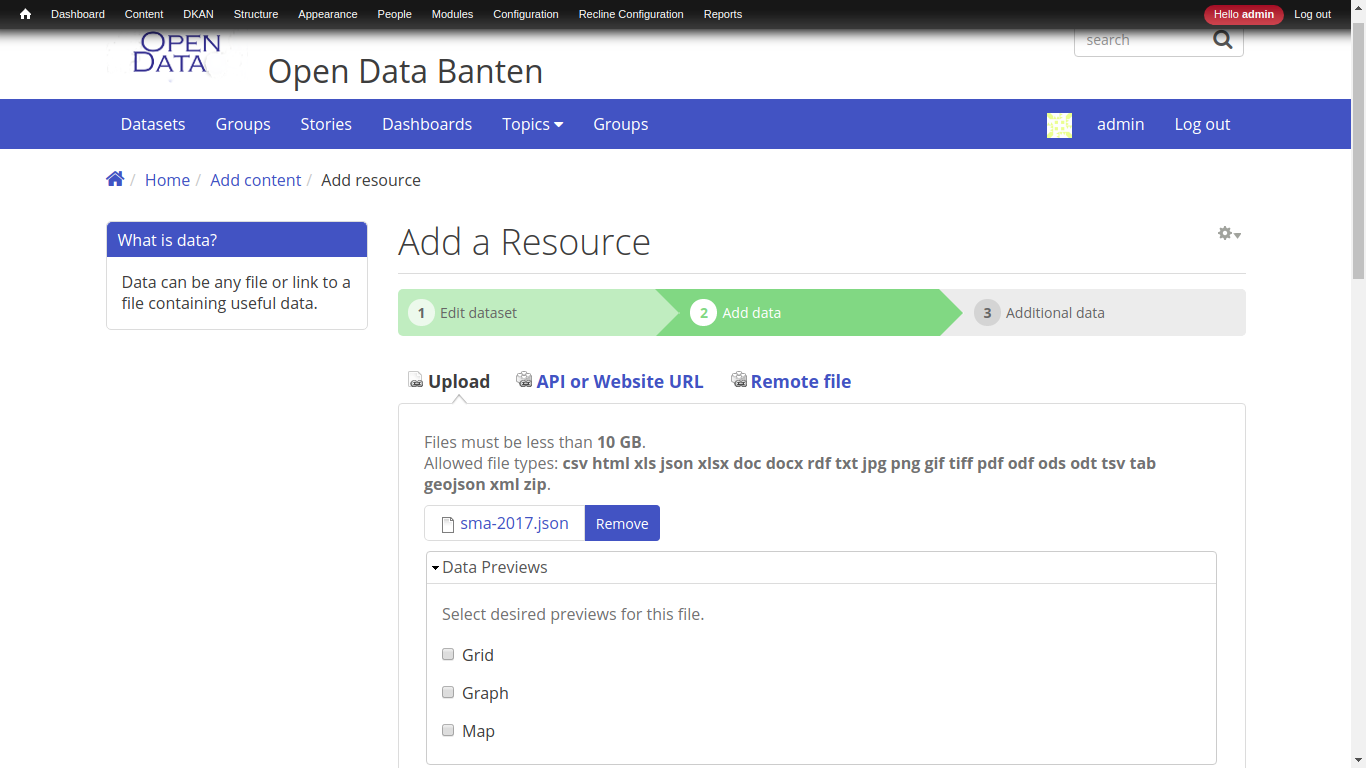 Dashboard Content DKAN Structure Appearance People Modules Configuration Recline Configuration Reports Hello admin Log out
OPEN
DATA
Open Data Banten
search
Datasets Groups Stories Dashboards Topics Groups admin Log out
/ Home / Add content / Add resource
What is data?
Data can be any file or link to a
file containing useful data.
Add a Resource
1 Edit dataset 2 Add data 3 Additional data
Upload API or Website URL Remote file
Files must be less than 10 GB.
Allowed file types: csv html xls json xlsx doc docx rdf txt jpg png gif tiff pdf odf ods odt tsv tab
geojson xml zip.
sma-2017.json Remove
Data Previews
Select desired previews for this file.
Grid
Graph
Map